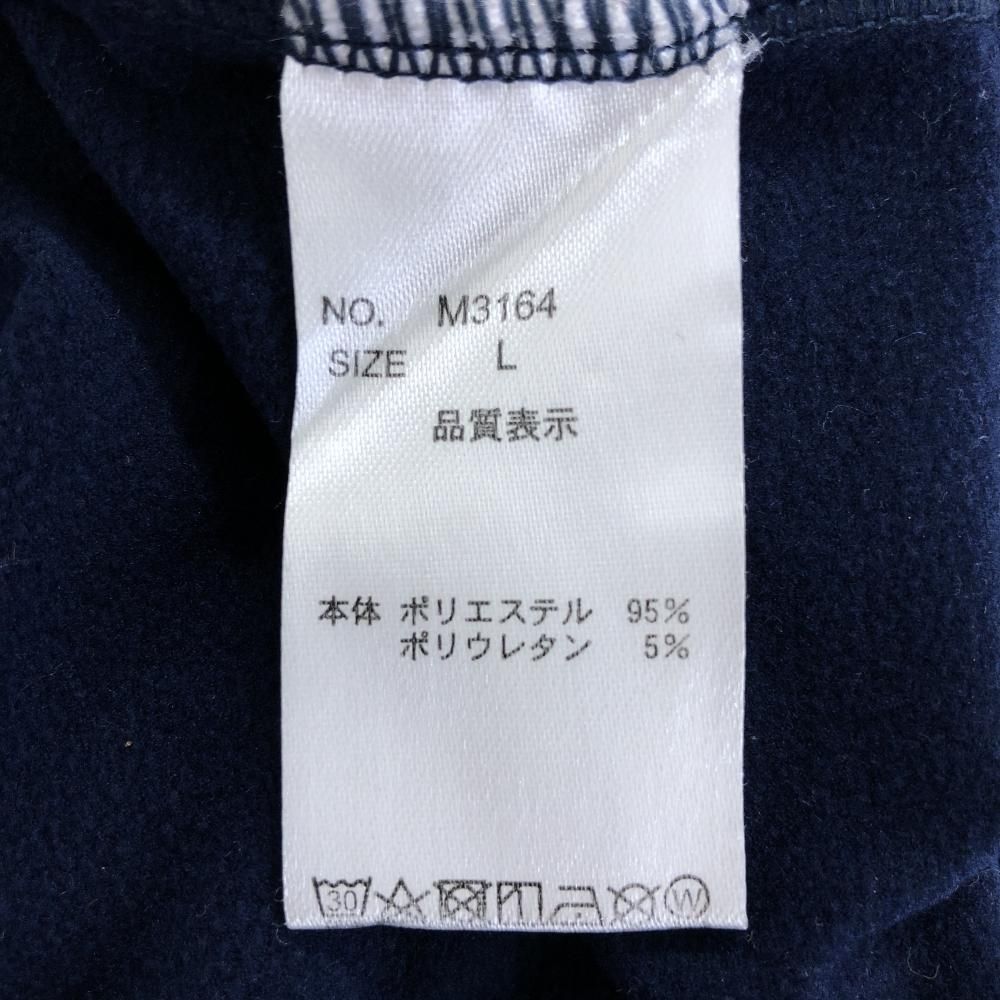 NO. M3164
SIZE L
品質表示
本体 ポリエステル 95%
ポリウレタン 5%
30 W